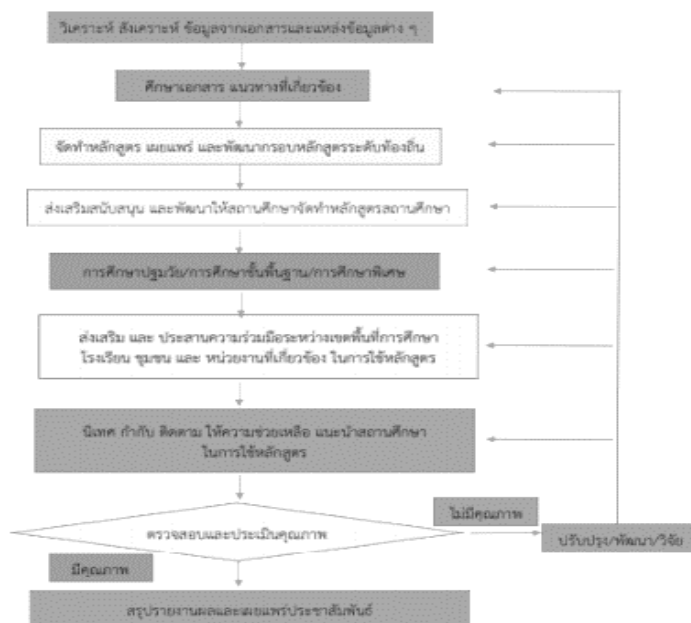 วิเคราะห์ สังเคราะห์ ข้อมูลจากเอกสารและแหล่งข้อมูลต่าง ๆ
ศึกษาเอกสาร แนวทางที่เกี่ยวข้อง
จัดทำหลักสูตร เผยแพร่ และพัฒนากรอบหลักสูตรระดับท้องถิ่น
ส่งเสริมสนับสนุน และพัฒนาให้สถานศึกษาจัดทำหลักสูตรสถานศึกษา
การศึกษาปฐมวัย/การศึกษาขั้นพื้นฐาน/การศึกษาพิเศษ
ส่งเสริม และ ประสานความร่วมมือระหว่างเขตพื้นที่การศึกษา
โรงเรียน ชุมชน และ หน่วยงานที่เกี่ยวข้อง ในการใช้หลักสูตร
นิเทศ กำกับ ติดตาม ให้ความช่วยเหลือ แนะนำสถานศึกษา
ในการใช้หลักสูตร
ไม่มีคุณภาพ
ตรวจสอบและประเมินคุณภาพ
ปรับปรุง/พัฒนา/วิจัย
มีคุณภาพ
สรุปรายงานผลและเผยแพร่ประชาสัมพันธ์